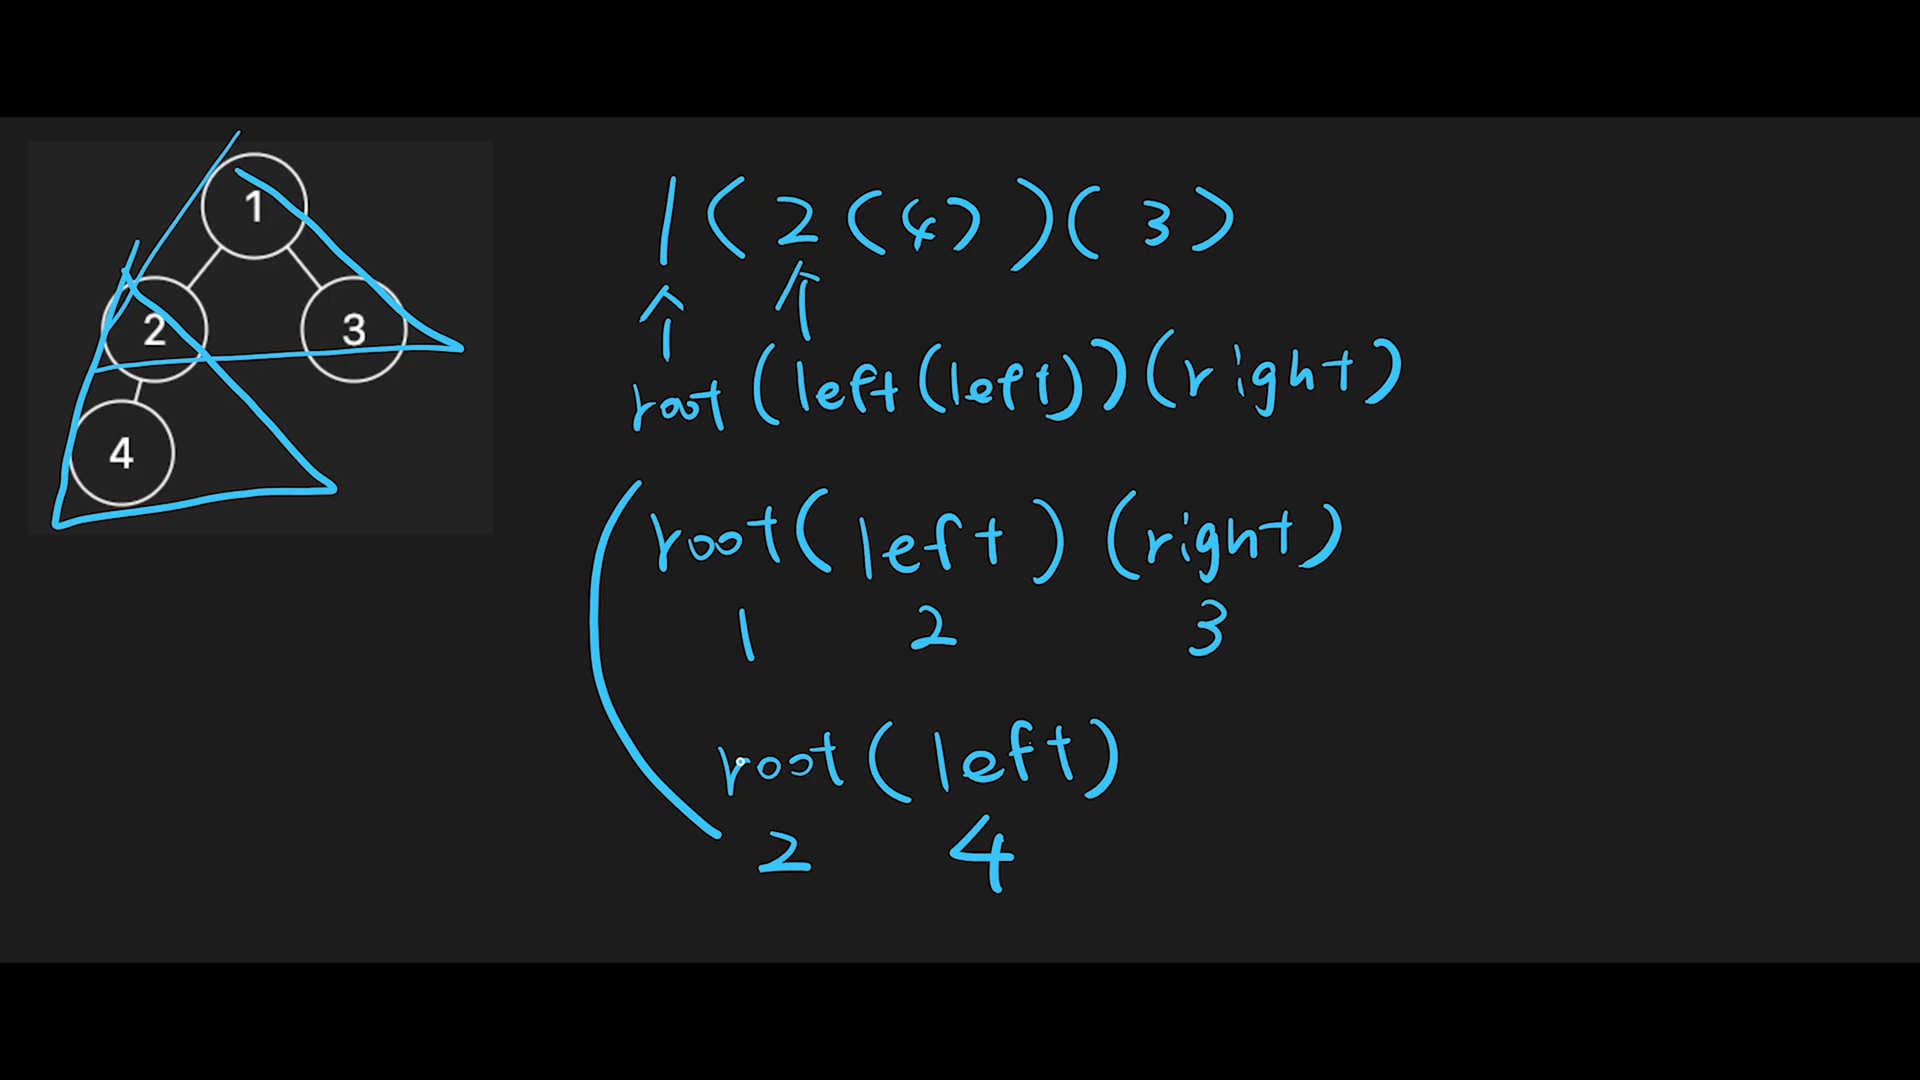 1
2 3
4
1(2(4))(3)
root(left(left))(right)
root(left)(right)
1 2 3
root(left)
2 4